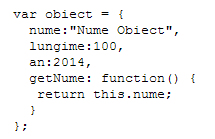 var obiect = {
  nume:"Nume Obiect",
  lungime:100,
  an:2014,
  getNume: function() {
   return this.nume;
  }
};